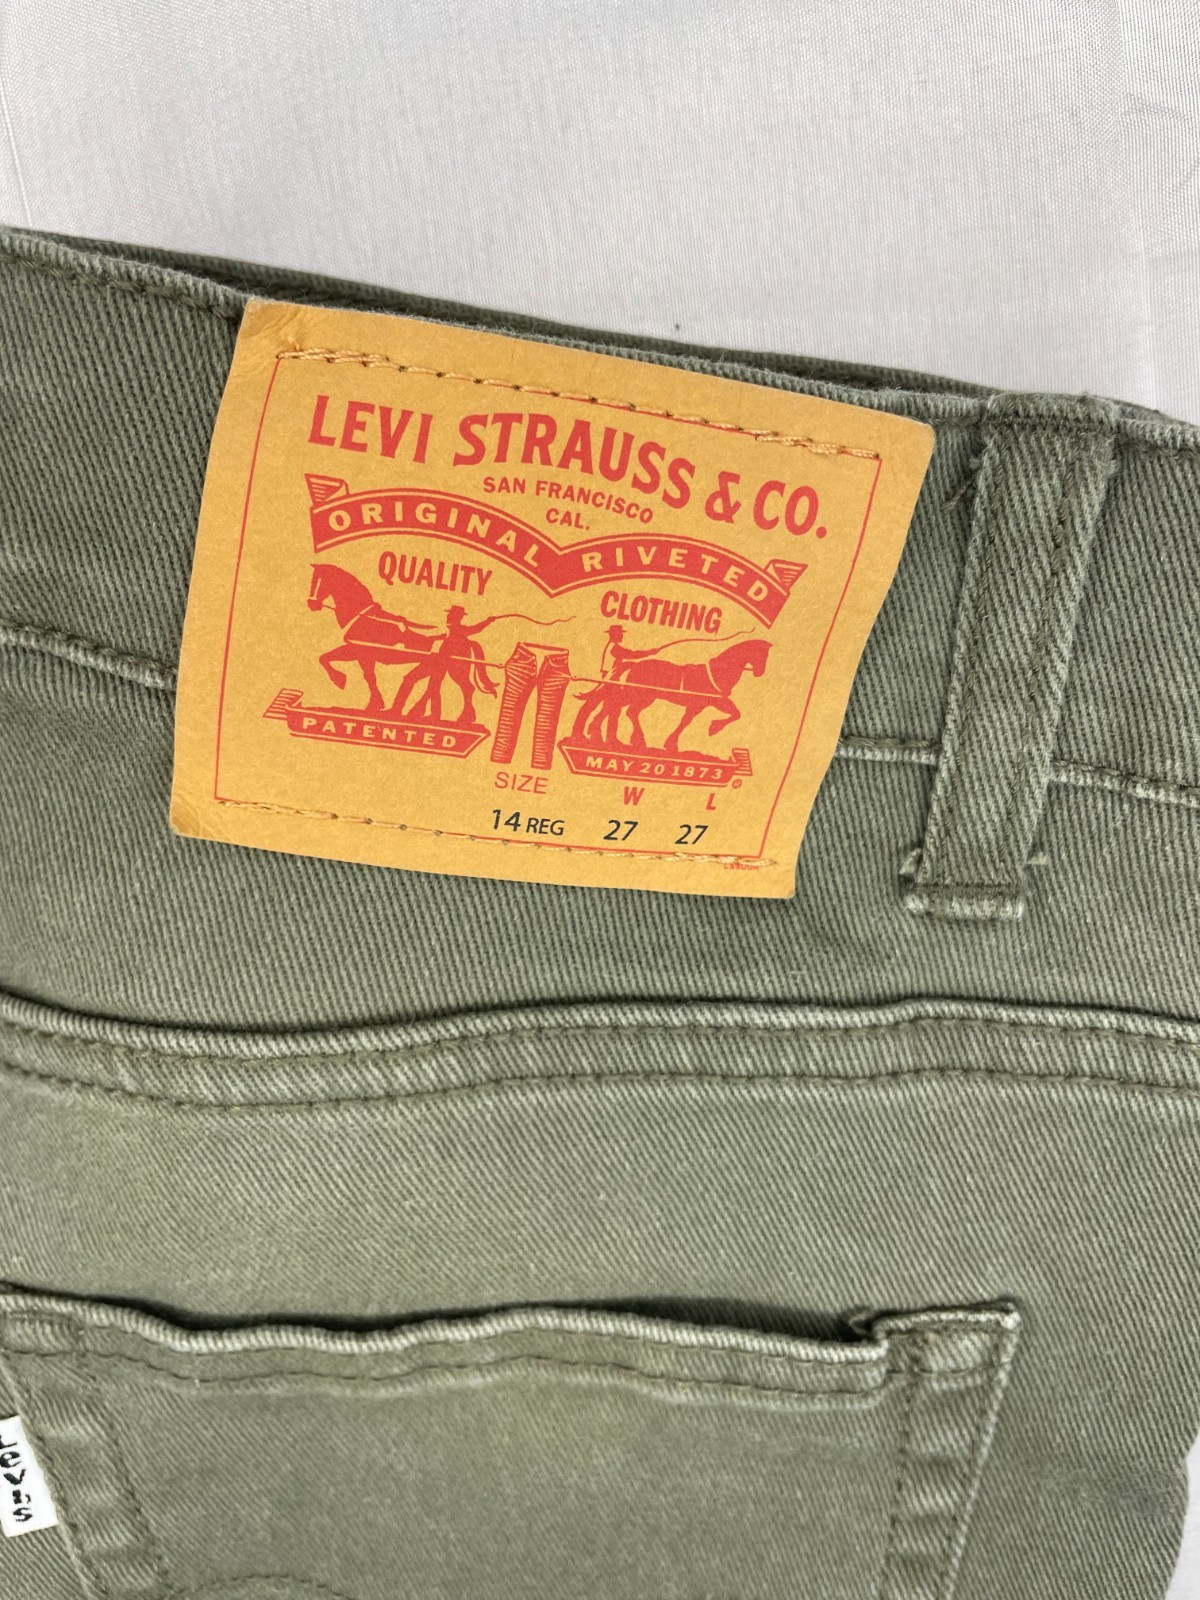 LEVI STRAUSS & CO.
SAN FRANCISCO
CAL.
ORIGINAL RIVETED
QUALITY CLOTHING
PATENTED
MAY 20 1873
®
SIZE W L
14 REG 27 27
Levi's